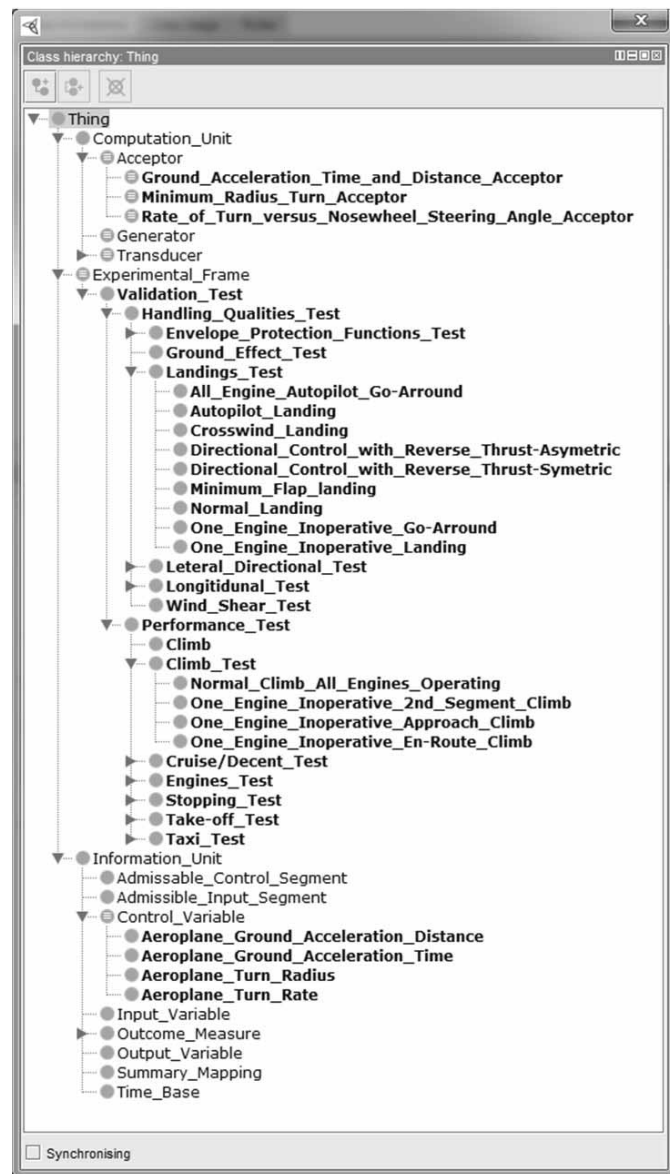 Class hierarchy: Thing
Thing
Computation_Unit
Acceptor
Ground_Acceleration_Time_and_Distance_Acceptor
Minimum_Radius_Turn_Acceptor
Rate_of_Turn_versus_Nosewheel_Steering_Angle_Acceptor
Generator
Transducer
Experimental_Frame
Validation_Test
Handling_Qualities_Test
Envelope_Protection_Functions_Test
Ground_Effect_Test
Landings_Test
All_Engine_Autopilot_Go-Arround
Autopilot_Landing
Crosswind_Landing
Directional_Control_with_Reverse_Thrust-Asymetric
Directional_Control_with_Reverse_Thrust-Symetric
Minimum_Flap_landing
Normal_Landing
One_Engine_Inoperative_Go-Arround
One_Engine_Inoperative_Landing
Leteral_Directional_Test
Longitidunal_Test
Wind_Shear_Test
Performance_Test
Climb
Climb_Test
Normal_Climb_All_Engines_Operating
One_Engine_Inoperative_2nd_Segment_Climb
One_Engine_Inoperative_Approach_Climb
One_Engine_Inoperative_En-Route_Climb
Cruise/Decent_Test
Engines_Test
Stopping_Test
Take-off_Test
Taxi_Test
Information_Unit
Admissable_Control_Segment
Admissible_Input_Segment
Control_Variable
Aeroplane_Ground_Acceleration_Distance
Aeroplane_Ground_Acceleration_Time
Aeroplane_Turn_Radius
Aeroplane_Turn_Rate
Input_Variable
Outcome_Measure
Output_Variable
Summary_Mapping
Time_Base
Synchronising